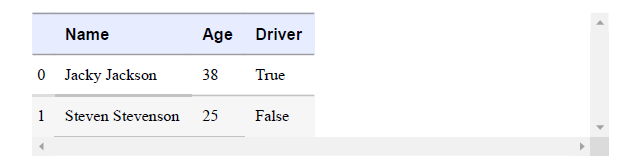 Name Age Driver
0 Jacky Jackson 38 True
1 Steven Stevenson 25 False